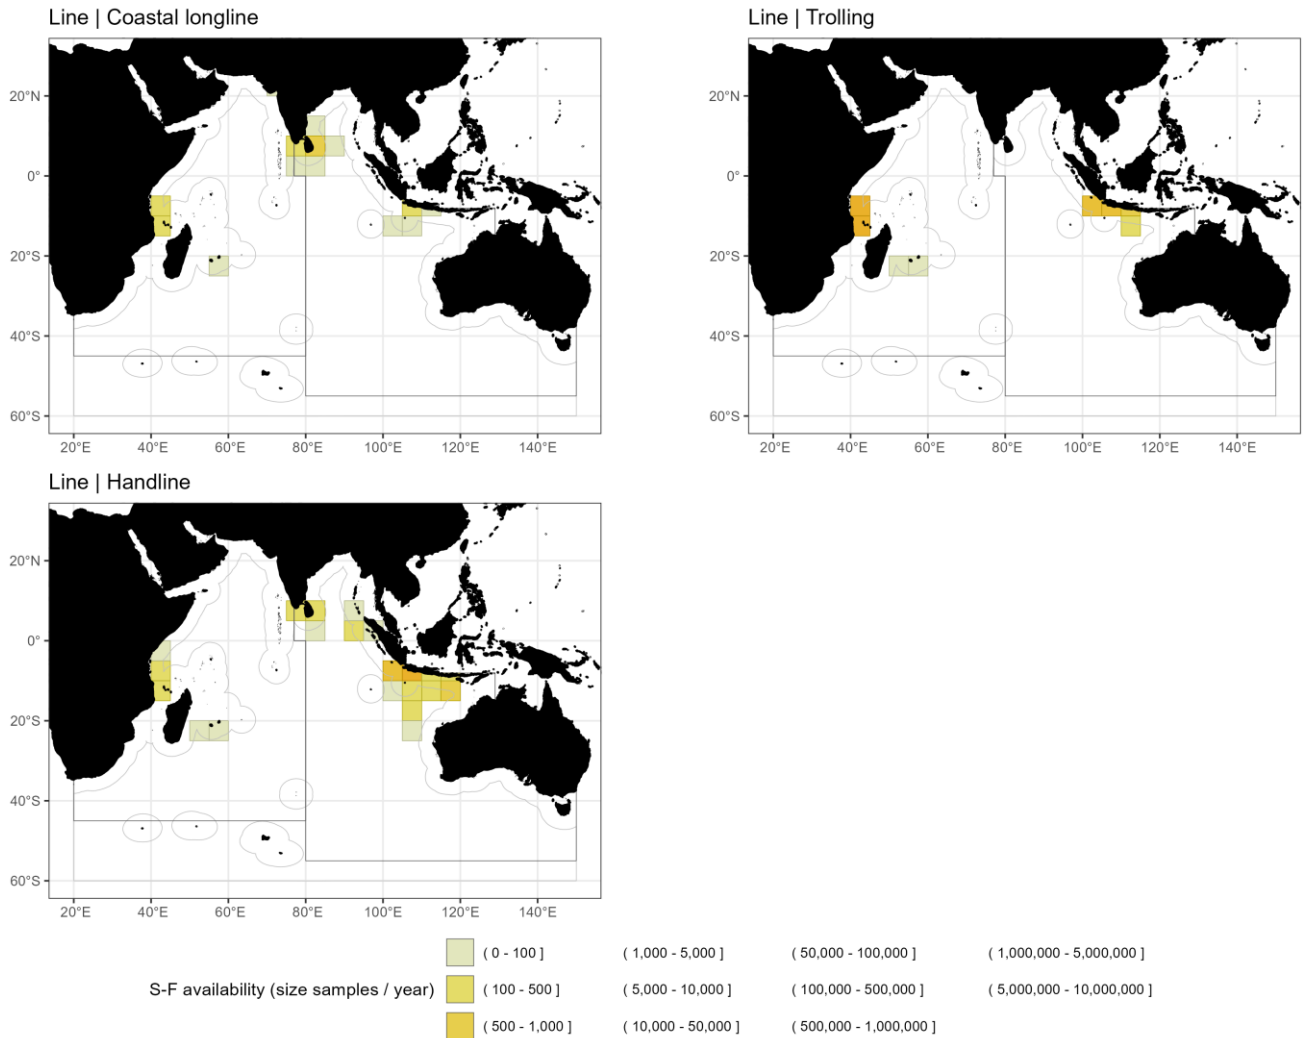 Line | Coastal longline
Line | Trolling
20°N
0°
20°S
40°S
60°S
20°E 40°E 60°E 80°E 100°E 120°E 140°E
20°N
0°
20°S
40°S
60°S
20°E 40°E 60°E 80°E 100°E 120°E 140°E
Line | Handline
20°N
0°
20°S
40°S
60°S
20°E 40°E 60°E 80°E 100°E 120°E 140°E
S-F availability (size samples / year)
( 0 - 100 ] ( 1,000 - 5,000 ] ( 50,000 - 100,000 ] ( 1,000,000 - 5,000,000 ]
( 100 - 500 ] ( 5,000 - 10,000 ] ( 100,000 - 500,000 ] ( 5,000,000 - 10,000,000 ]
( 500 - 1,000 ] ( 10,000 - 50,000 ] ( 500,000 - 1,000,000 ]